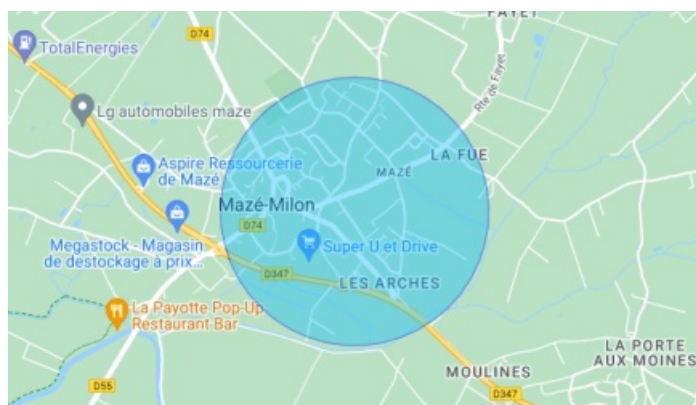 FAYET
D74
TotalEnergies
Rte de Fayet
Lg automobiles maze
LA FUE
Aspire Ressourcerie
de Mazé
MAZÉ
Mazé-Milon
D74
Megastock - Magasin
de destockage à prix...
Super U et Drive
D347
LES ARCHES
La Payotte Pop-Up
Restaurant Bar
LA PORTE
AUX MOINES
MOULINES
D55
D347